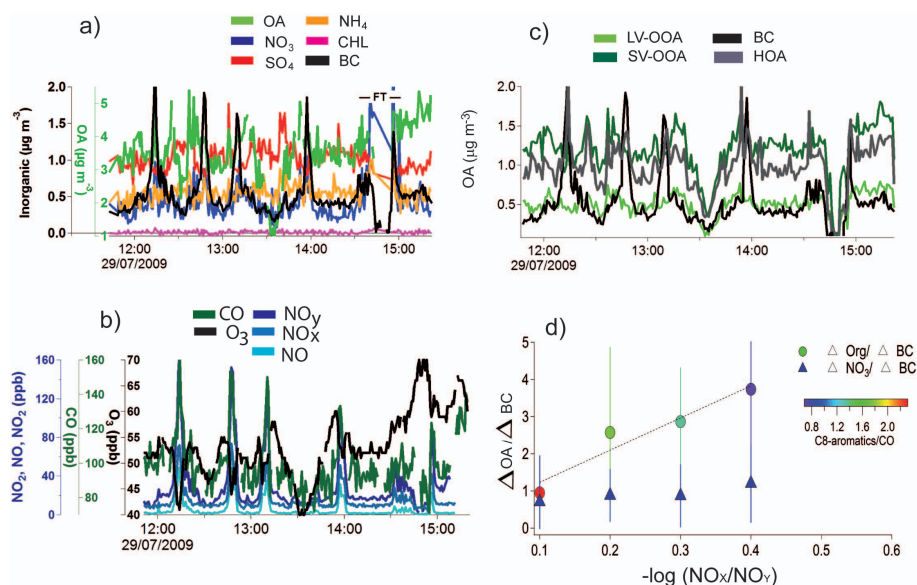 a)
OA NH4
NO3 CHL
SO4 BC
Inorganic (µg m-3)
2.0
1.5
1.0
0.5
0.0
OA (µg m-3)
5
4
3
2
1
FT
12:00 13:00 14:00 15:00
29/07/2009
c)
LV-OOA BC
SV-OOA HOA
OA (µg m-3)
2.0
1.5
1.0
0.5
12:00 13:00 14:00 15:00
29/07/2009
b)
CO NOy
O3 NOx
NO
NO2, NO, NO2 (ppb)
160
120
80
40
0
CO (ppb)
160
140
120
100
80
O3 (ppb)
70
65
60
55
50
45
40
12:00 13:00 14:00 15:00
29/07/2009
d)
△ Org/ △ BC
△ NO3/ △ BC
0.8 1.2 1.6 2.0
C8-aromatics/CO
Δ OA / Δ BC
5
4
3
2
1
0
0.1 0.2 0.3 0.4 0.5 0.6
-log (NOX/NOY)